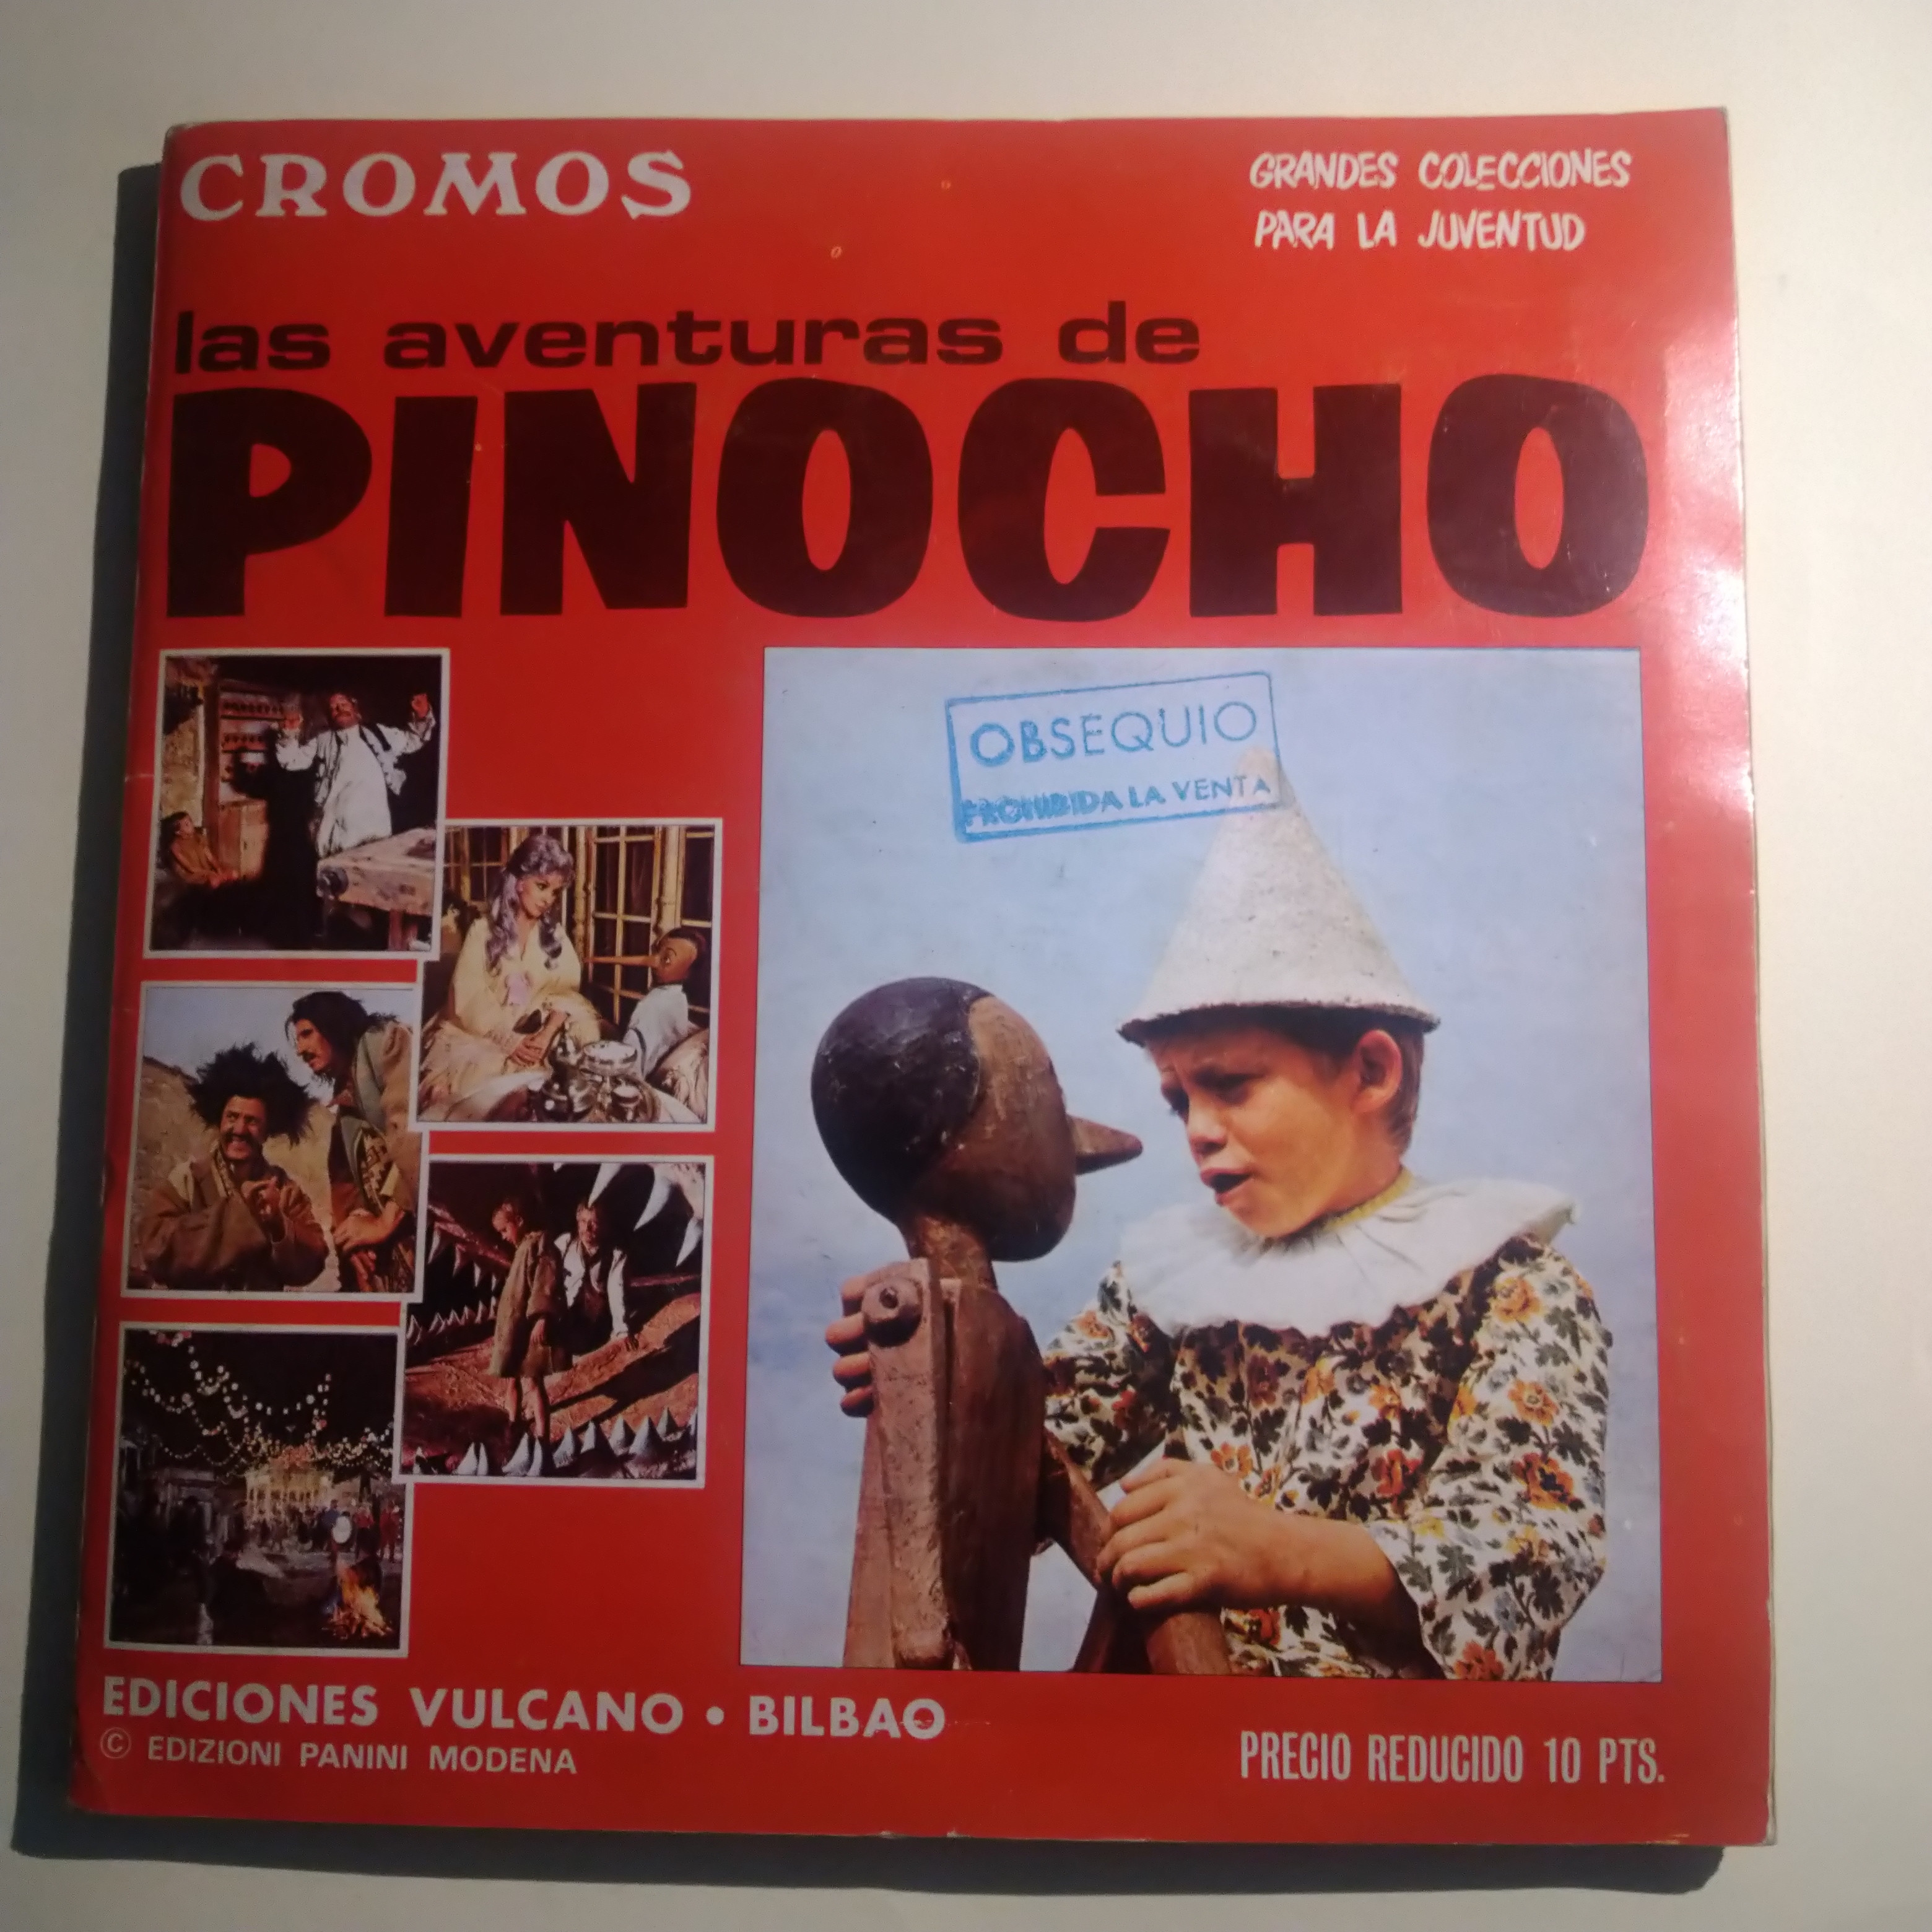 CROMOS
GRANDES COLECCIONES
PARA LA JUVENTUD
las aventuras de
PINOCHO
OBSEQUIO
PROHIBIDA LA VENTA
EDICIONES VULCANO • BILBAO
© EDIZIONI PANINI MODENA
PRECIO REDUCIDO 10 PTS.